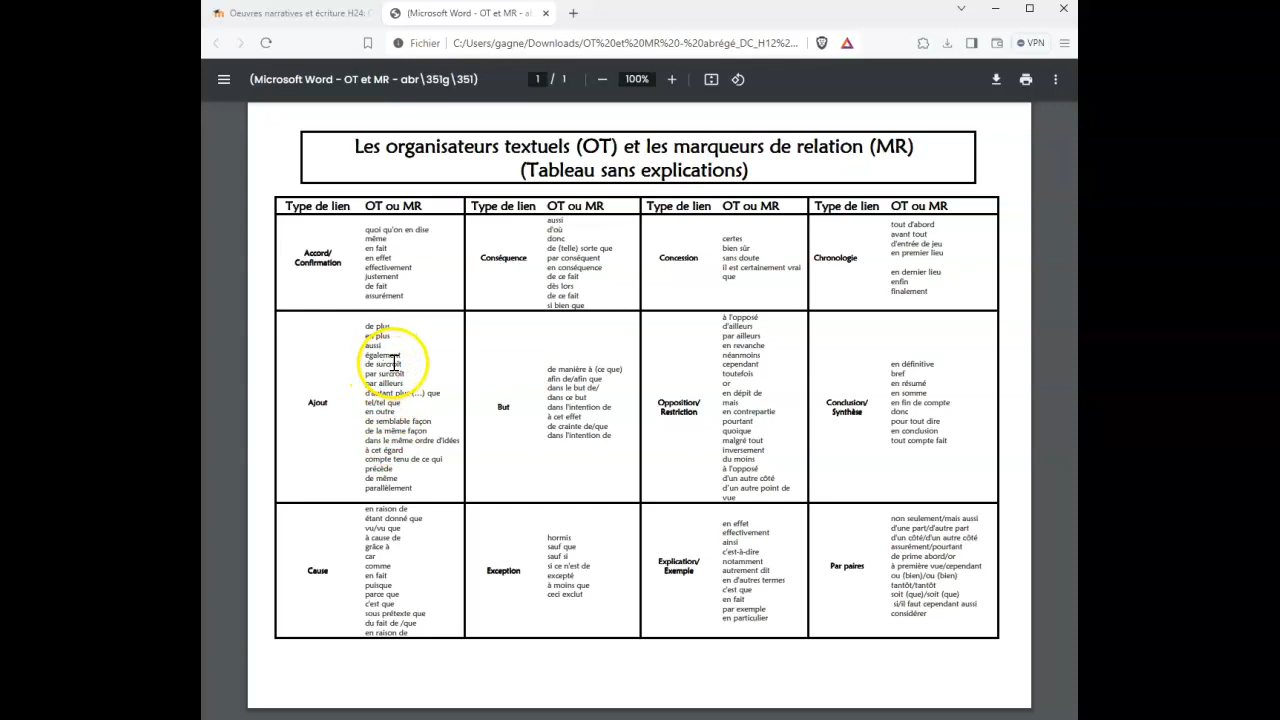 Oeuvres narratives et écriture H24:
(Microsoft Word - OT et MR - a
Fichier
C:/Users/gagne/Downloads/OT%20et%20MR%20-%20abrégé_DC_H12%2...
VPN
(Microsoft Word - OT et MR - abr\351g\351)
1 / 1
100%
Les organisateurs textuels (OT) et les marqueurs de relation (MR)
(Tableau sans explications)
Type de lien OT ou MR Type de lien OT ou MR Type de lien OT ou MR Type de lien OT ou MR
Accord/
Confirmation
quoi qu'on en dise
même
en fait
en effet
effectivement
justement
de fait
assurément
Conséquence
aussi
d'où
donc
de (telle) sorte que
par conséquent
en conséquence
de ce fait
dès lors
de ce fait
si bien que
Concession
certes
bien sûr
sans doute
il est certainement vrai
que
Chronologie
tout d'abord
avant tout
d'entrée de jeu
en premier lieu
en dernier lieu
enfin
finalement
Ajout
de plus
en plus
aussi
également
de surcroît
par surcroît
par ailleurs
d'autant plus (...) que
tel/tel que
en outre
de semblable façon
de la même façon
dans le même ordre d'idées
à cet égard
compte tenu de ce qui
précède
de même
parallèlement
But
de manière à (ce que)
afin de/afin que
dans le but de/
dans ce but
dans l'intention de
à cet effet
de crainte de/que
dans l'intention de
Opposition/
Restriction
à l'opposé
d'ailleurs
par ailleurs
en revanche
néanmoins
cependant
toutefois
or
en dépit de
mais
en contrepartie
pourtant
quoique
malgré tout
inversement
du moins
à l'opposé
d'un autre côté
d'un autre point de
vue
Conclusion/
Synthèse
en définitive
bref
en résumé
en somme
en fin de compte
donc
pour tout dire
en conclusion
tout compte fait
Cause
en raison de
étant donné que
vu/vu que
à cause de
grâce à
car
comme
en fait
puisque
parce que
c'est que
sous prétexte que
du fait de /que
en raison de
Exception
hormis
sauf que
sauf si
si ce n'est de
excepté
à moins que
ceci exclut
Explication/
Exemple
en effet
effectivement
ainsi
c'est-à-dire
notamment
autrement dit
en d'autres termes
c'est que
en fait
par exemple
en particulier
Par paires
non seulement/mais aussi
d'une part/d'autre part
d'un côté/d'un autre côté
assurément/pourtant
de prime abord/or
à première vue/cependant
ou (bien)/ou (bien)
tantôt/tantôt
soit (que)/soit (que)
si/il faut cependant aussi
considérer